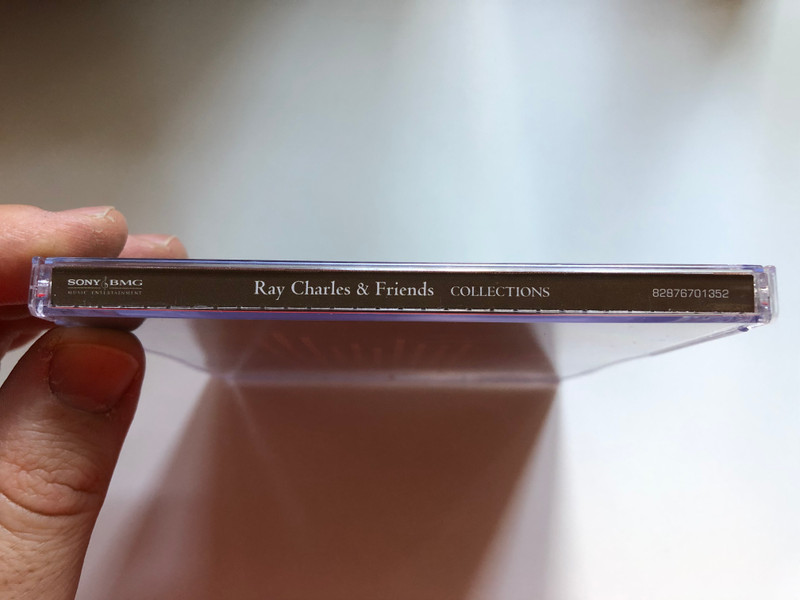 SONY BMG
MUSIC ENTERTAINMENT
Ray Charles & Friends COLLECTIONS
82876701352